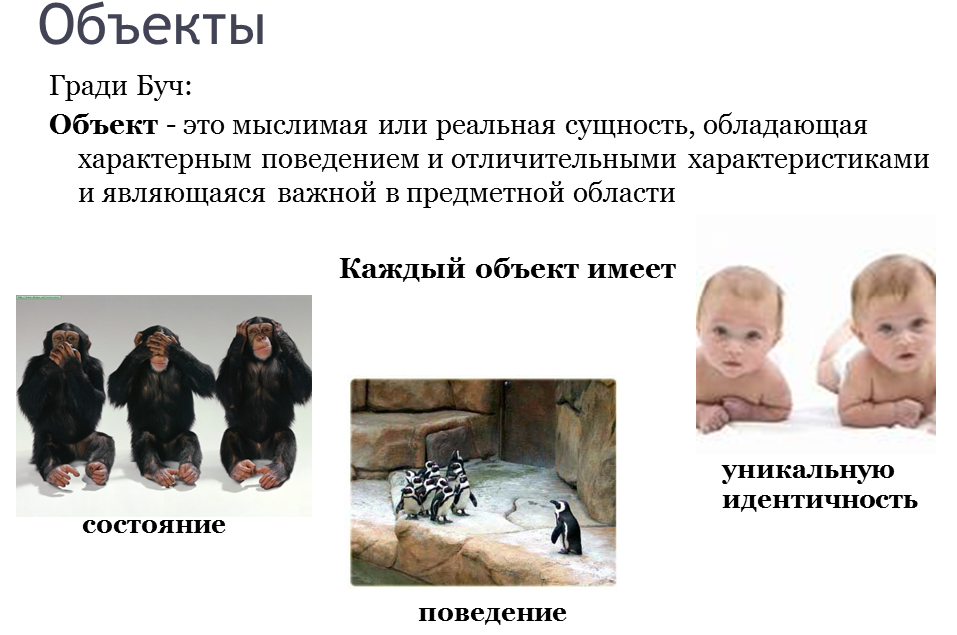 Объекты
Гради Буч:
Объект - это мыслимая или реальная сущность, обладающая
характерным поведением и отличительными характеристиками
и являющаяся важной в предметной области
Каждый объект имеет
состояние
поведение
уникальную
идентичность